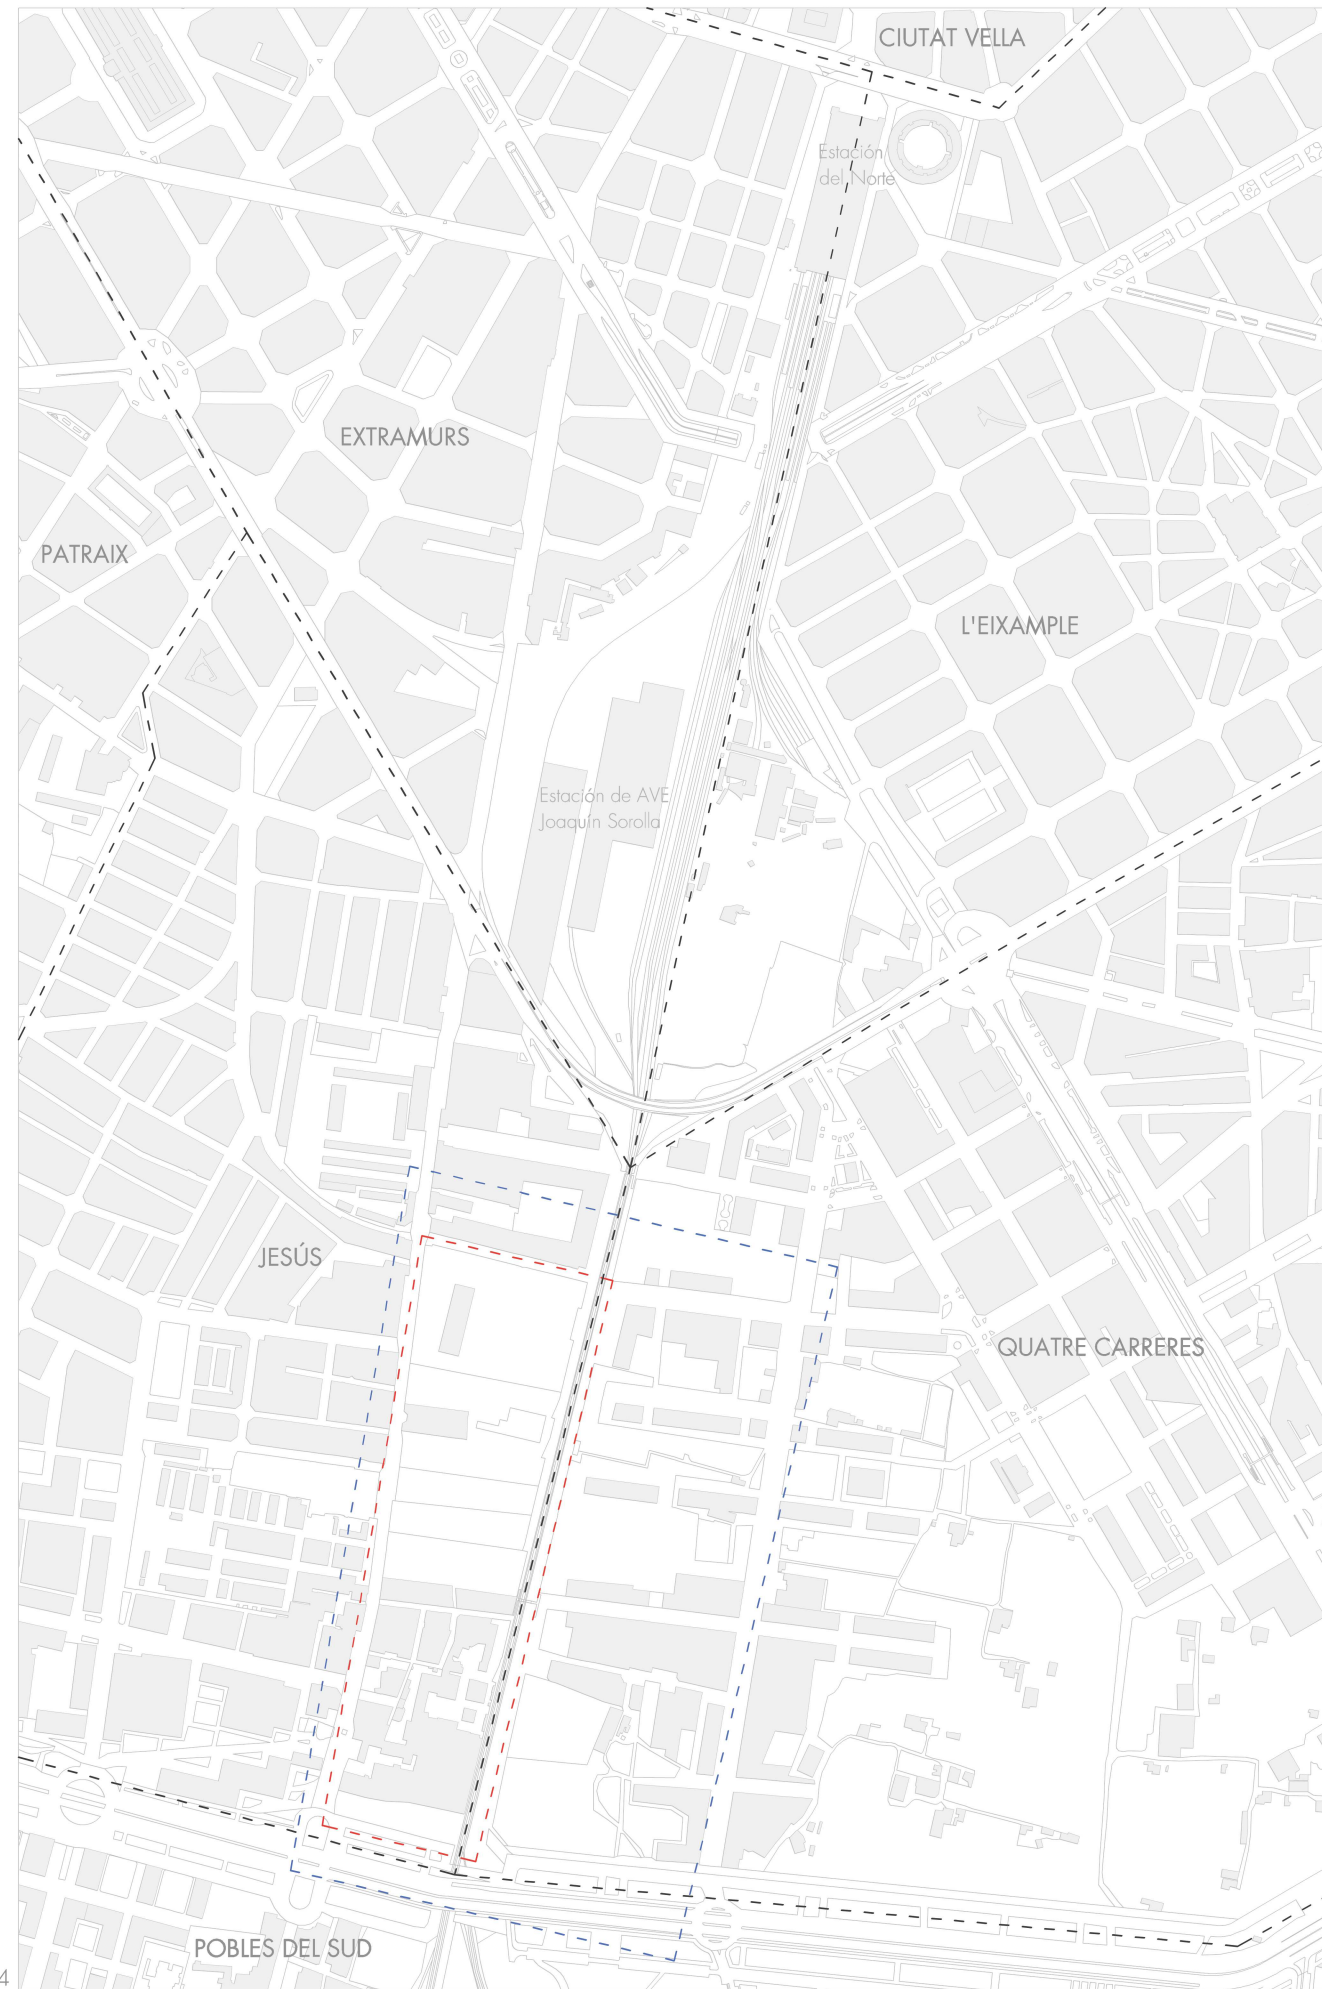 CIUTAT VELLA
Estación
del Norte
EXTRAMURS
PATRAIX
L'EIXAMPLE
Estación de AVE
Joaquín Sorolla
JESÚS
QUATRE CARRERES
POBLES DEL SUD
4